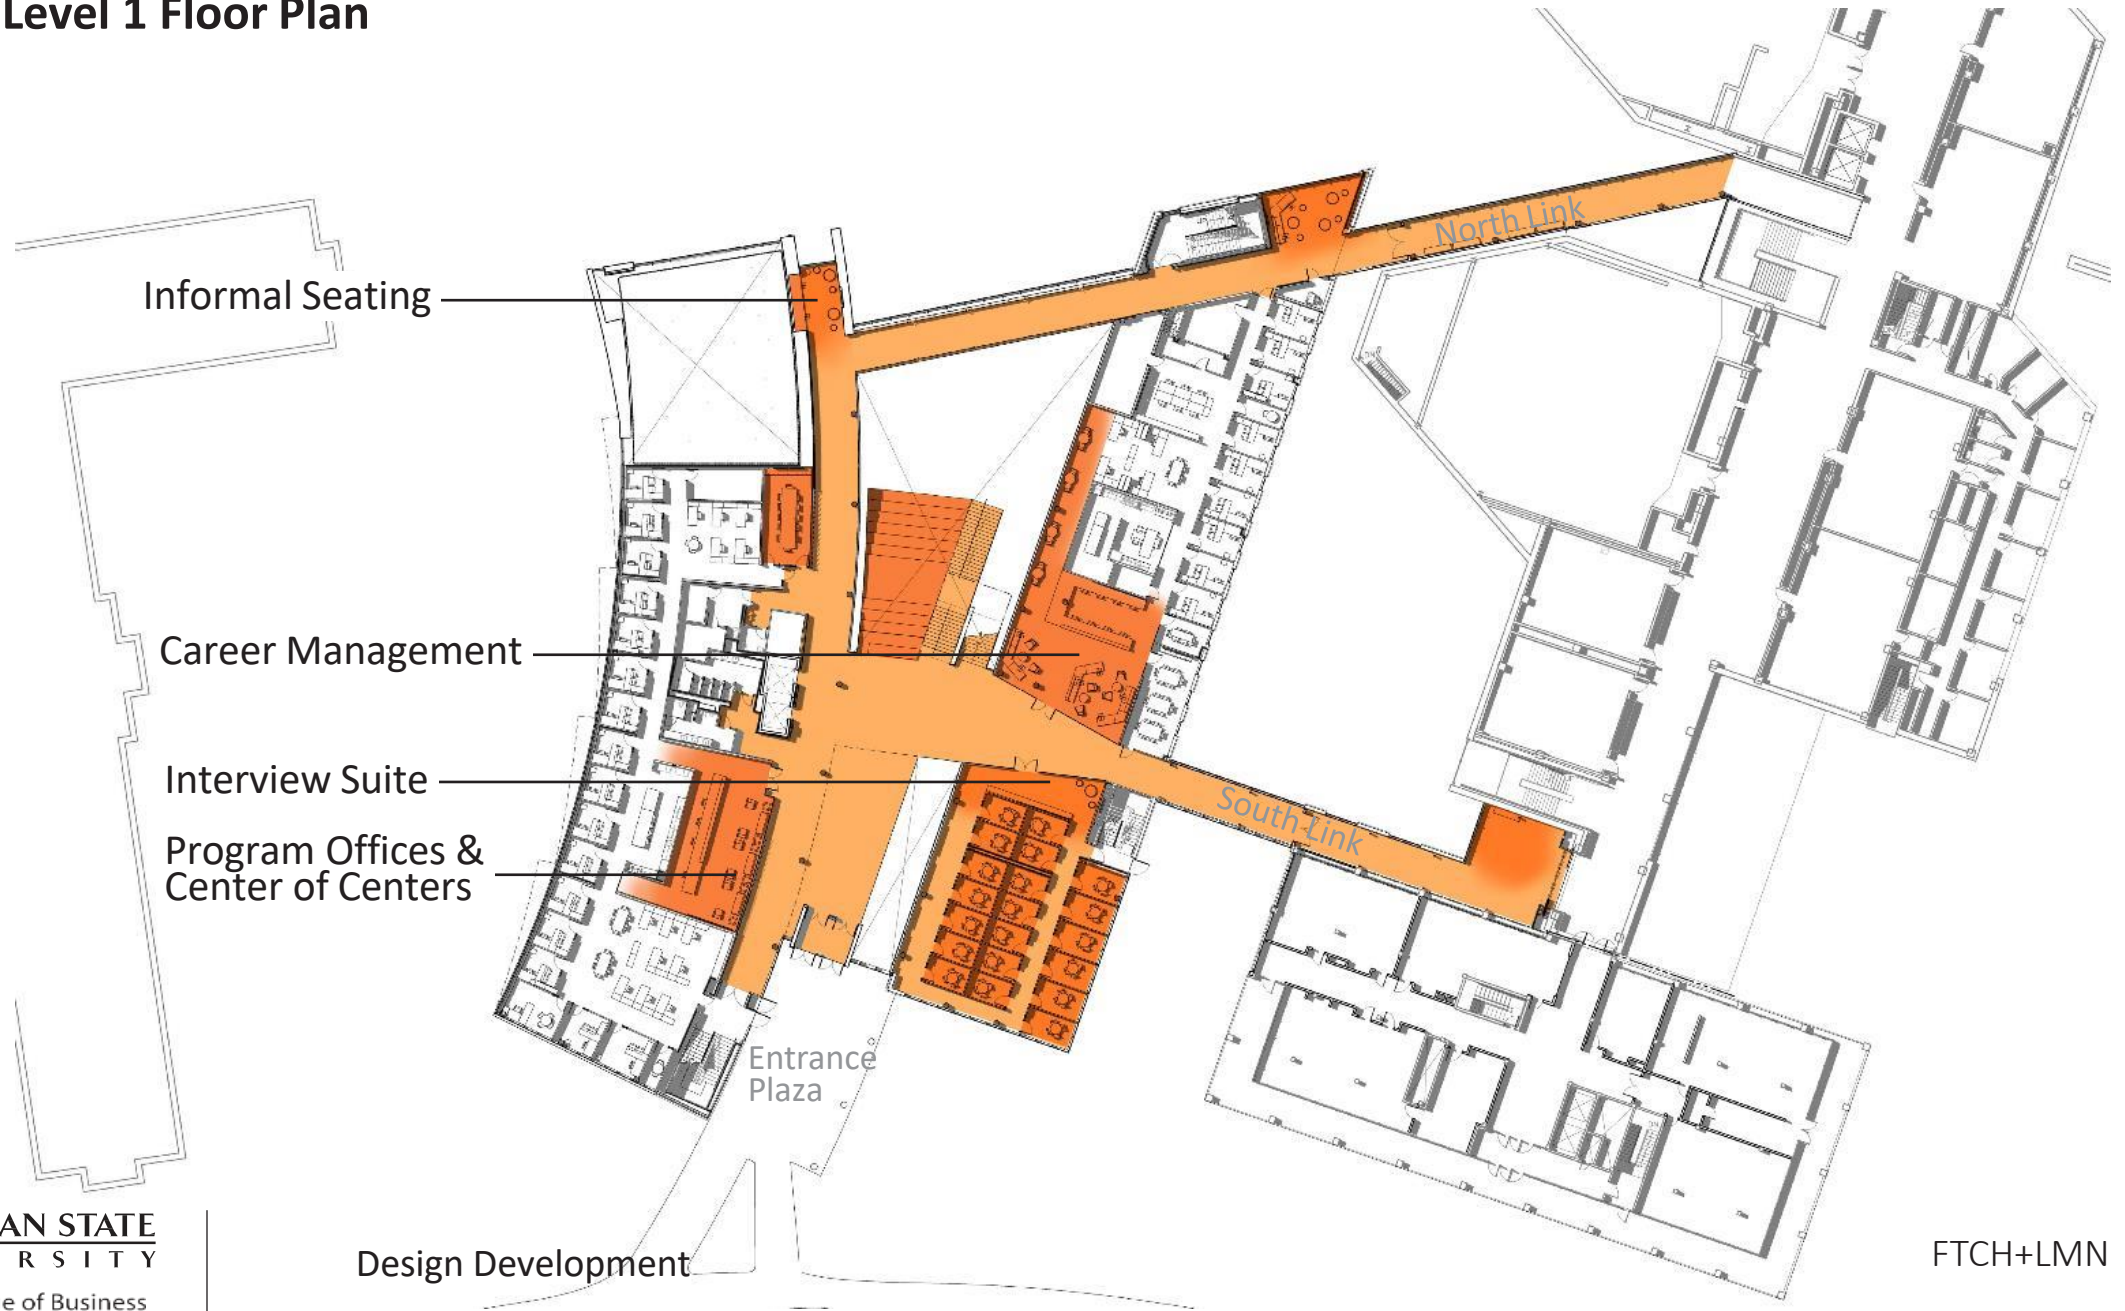 Level 1 Floor Plan
North Link
Informal Seating
Career Management
Interview Suite
South Link
Program Offices &
Center of Centers
Entrance
Plaza
AN STATE
RSITY
e of Business
Design Development
FTCH+LMN